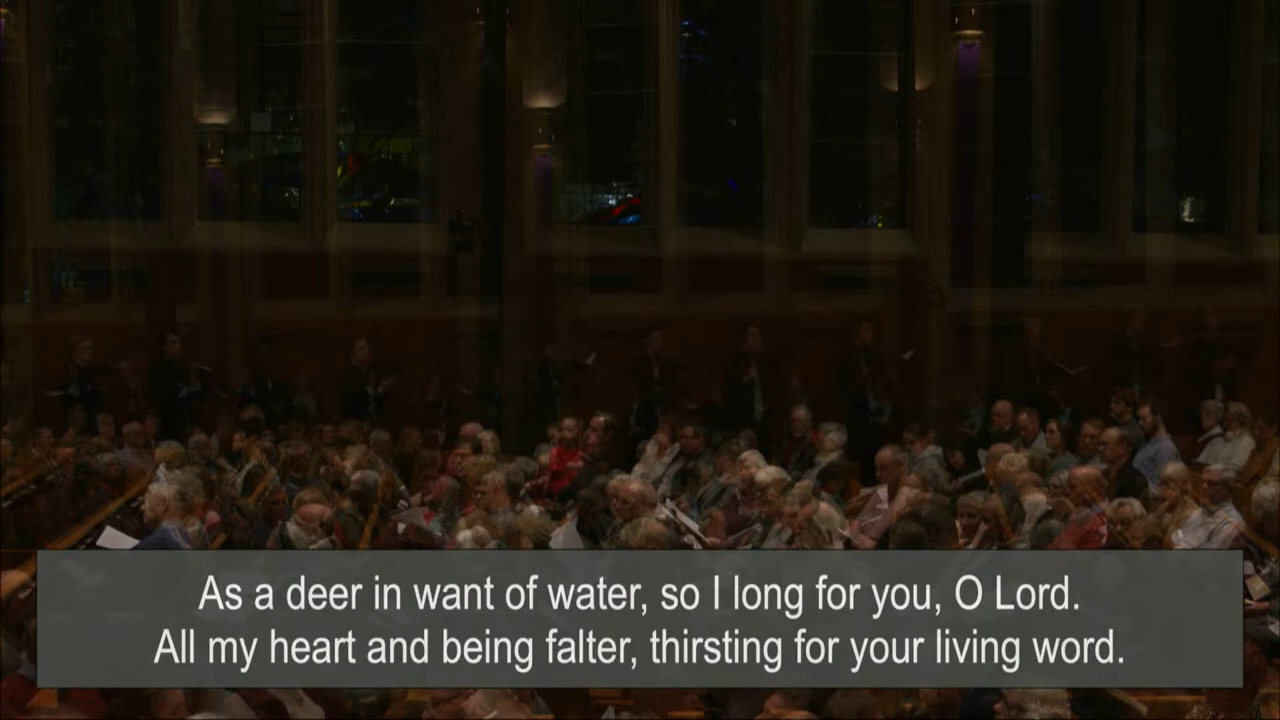 As a deer in want of water, so I long for you, O Lord.
All my heart and being falter, thirsting for your living word.